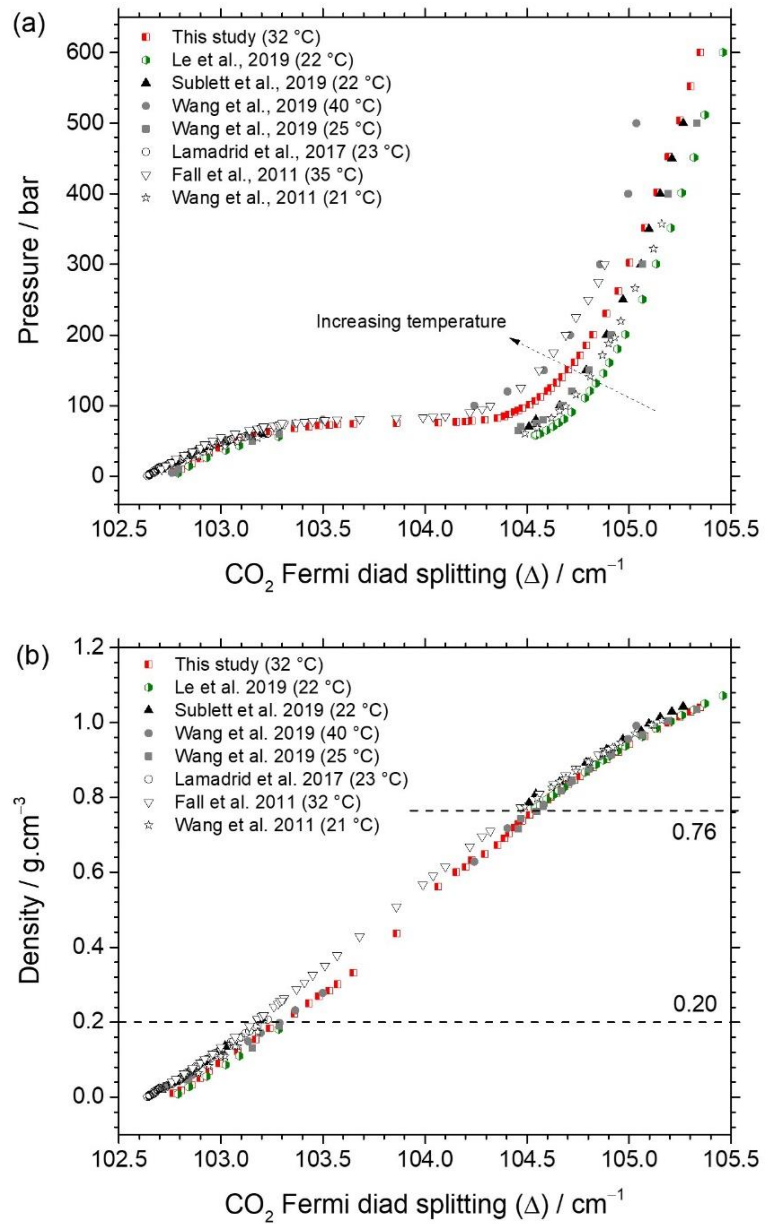 (a)
This study (32 °C)
Le et al., 2019 (22 °C)
Sublett et al., 2019 (22 °C)
Wang et al., 2019 (40 °C)
Wang et al., 2019 (25 °C)
Lamadrid et al., 2017 (23 °C)
Fall et al., 2011 (35 °C)
Wang et al., 2011 (21 °C)
Increasing temperature
Pressure / bar
600
500
400
300
200
100
0
102.5 103.0 103.5 104.0 104.5 105.0 105.5
CO₂ Fermi diad splitting (Δ) / cm⁻¹
(b)
This study (32 °C)
Le et al. 2019 (22 °C)
Sublett et al. 2019 (22 °C)
Wang et al. 2019 (40 °C)
Wang et al. 2019 (25 °C)
Lamadrid et al. 2017 (23 °C)
Fall et al. 2011 (32 °C)
Wang et al. 2011 (21 °C)
0.76
0.20
Density / g.cm⁻³
1.2
1.0
0.8
0.6
0.4
0.2
0.0
102.5 103.0 103.5 104.0 104.5 105.0 105.5
CO₂ Fermi diad splitting (Δ) / cm⁻¹